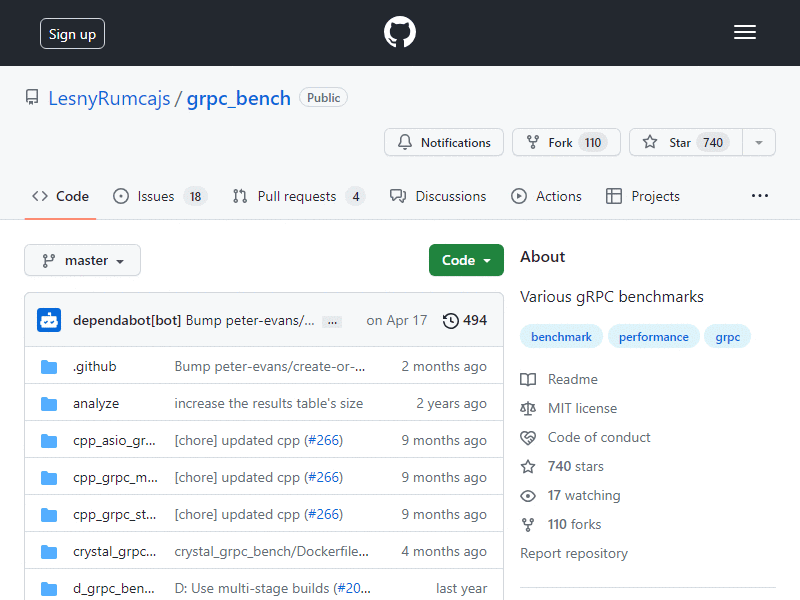 Sign up
LesnyRumcajs / grpc_bench Public
Notifications Fork 110 Star 740
Code Issues 18 Pull requests 4 Discussions Actions Projects
master Code
About
Various gRPC benchmarks
benchmark performance grpc
Readme
MIT license
Code of conduct
740 stars
17 watching
110 forks
Report repository
dependabot[bot] Bump peter-evans/... ... on Apr 17 494
.github Bump peter-evans/create-or-... 2 months ago
analyze increase the results table's size 2 years ago
cpp_asio_gr... [chore] updated cpp (#266) 9 months ago
cpp_grpc_m... [chore] updated cpp (#266) 9 months ago
cpp_grpc_st... [chore] updated cpp (#266) 9 months ago
crystal_grpc... crystal_grpc_bench/Dockerfile... 4 months ago
d_grpc_ben... D: Use multi-stage builds (#20... last year